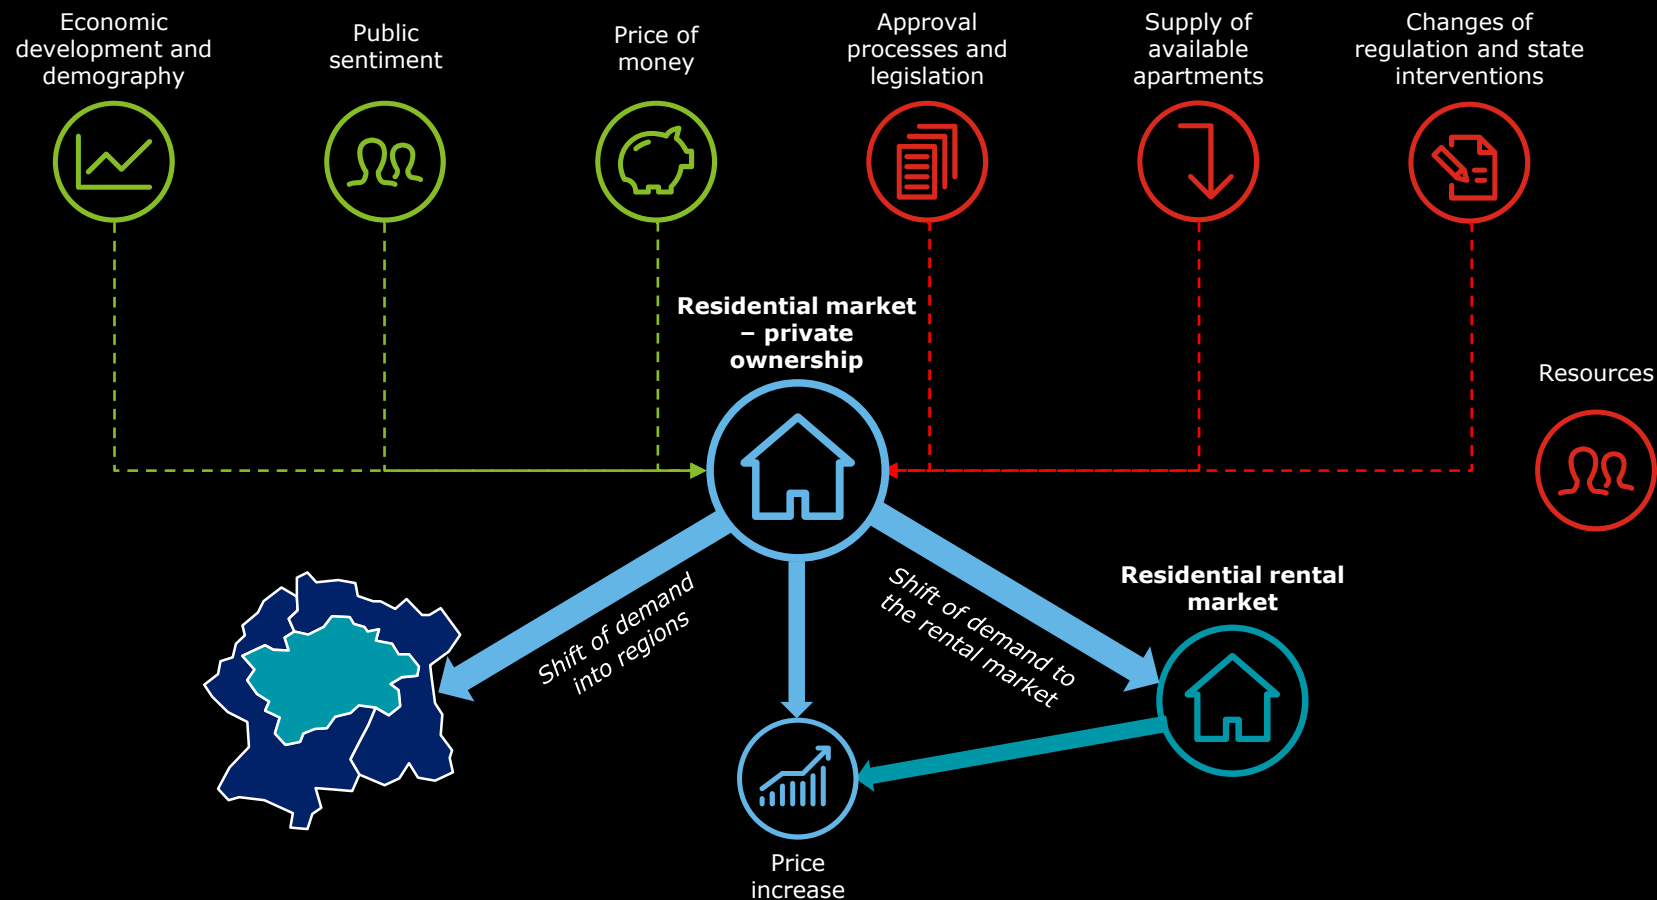 Economic
development and
demography
Public
sentiment
Price of
money
Approval
processes and
legislation
Supply of
available
apartments
Changes of
regulation and state
interventions
Residential market
– private
ownership
Resources
Shift of demand
into regions
Shift of demand to
the rental market
Residential rental
market
Price
increase